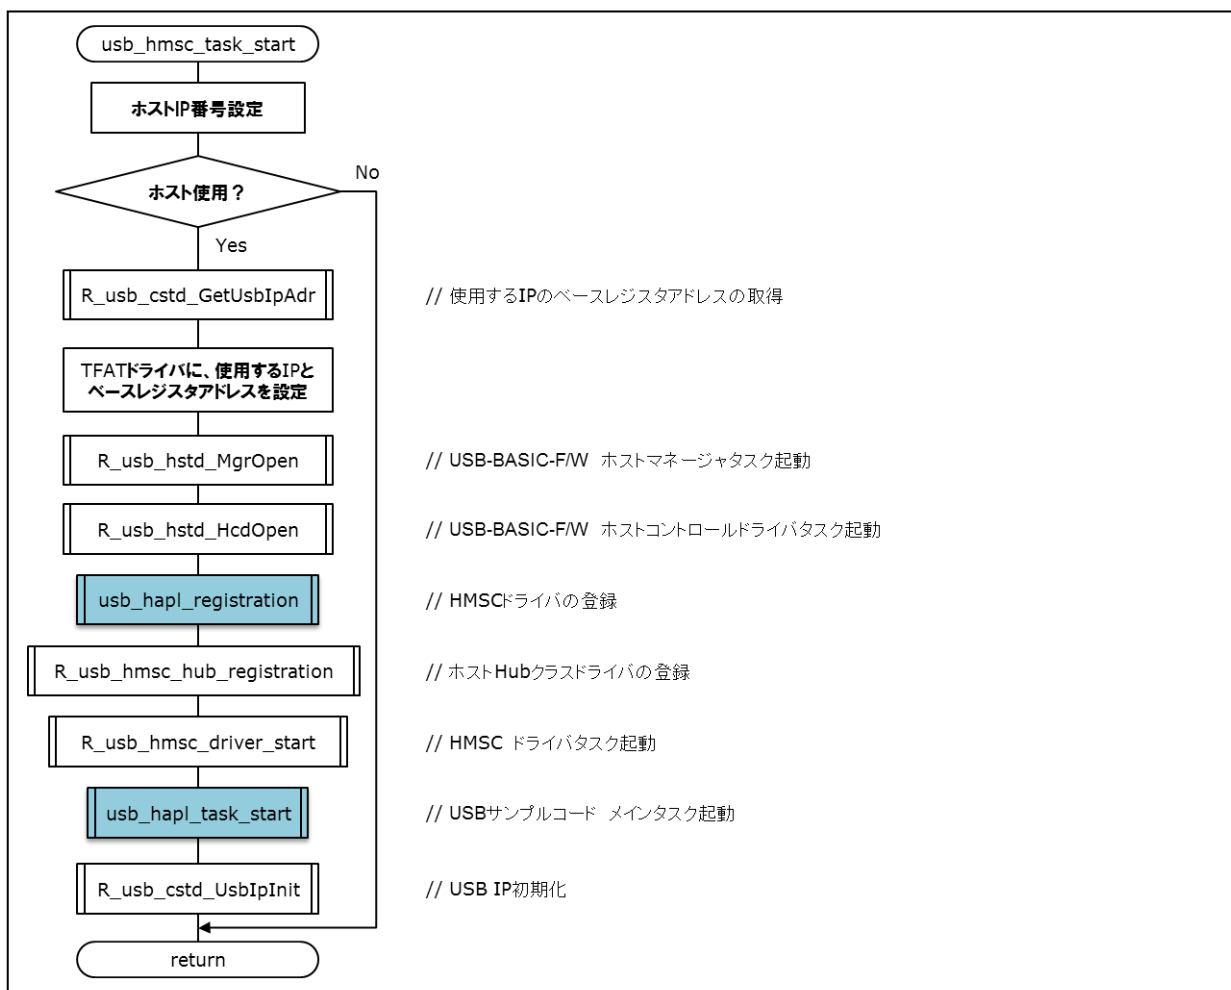 usb_hmsc_task_start
ホストIP番号設定
No
ホスト使用？
Yes
R_usb_cstd_GetUsbIpAdr
// 使用するIPのベースレジスタアドレスの取得
TFATドライバに、使用するIPと
ベースレジスタアドレスを設定
R_usb_hstd_MgrOpen
// USB-BASIC-F/W ホストマネージャタスク起動
R_usb_hstd_HcdOpen
// USB-BASIC-F/W ホストコントロールドライバタスク起動
usb_hapl_registration
// HMSCドライバの登録
R_usb_hmsc_hub_registration
// ホストHubクラスドライバの登録
R_usb_hmsc_driver_start
// HMSC ドライバタスク起動
usb_hapl_task_start
// USBサンプルコード メインタスク起動
R_usb_cstd_UsbIpInit
// USB IP初期化
return